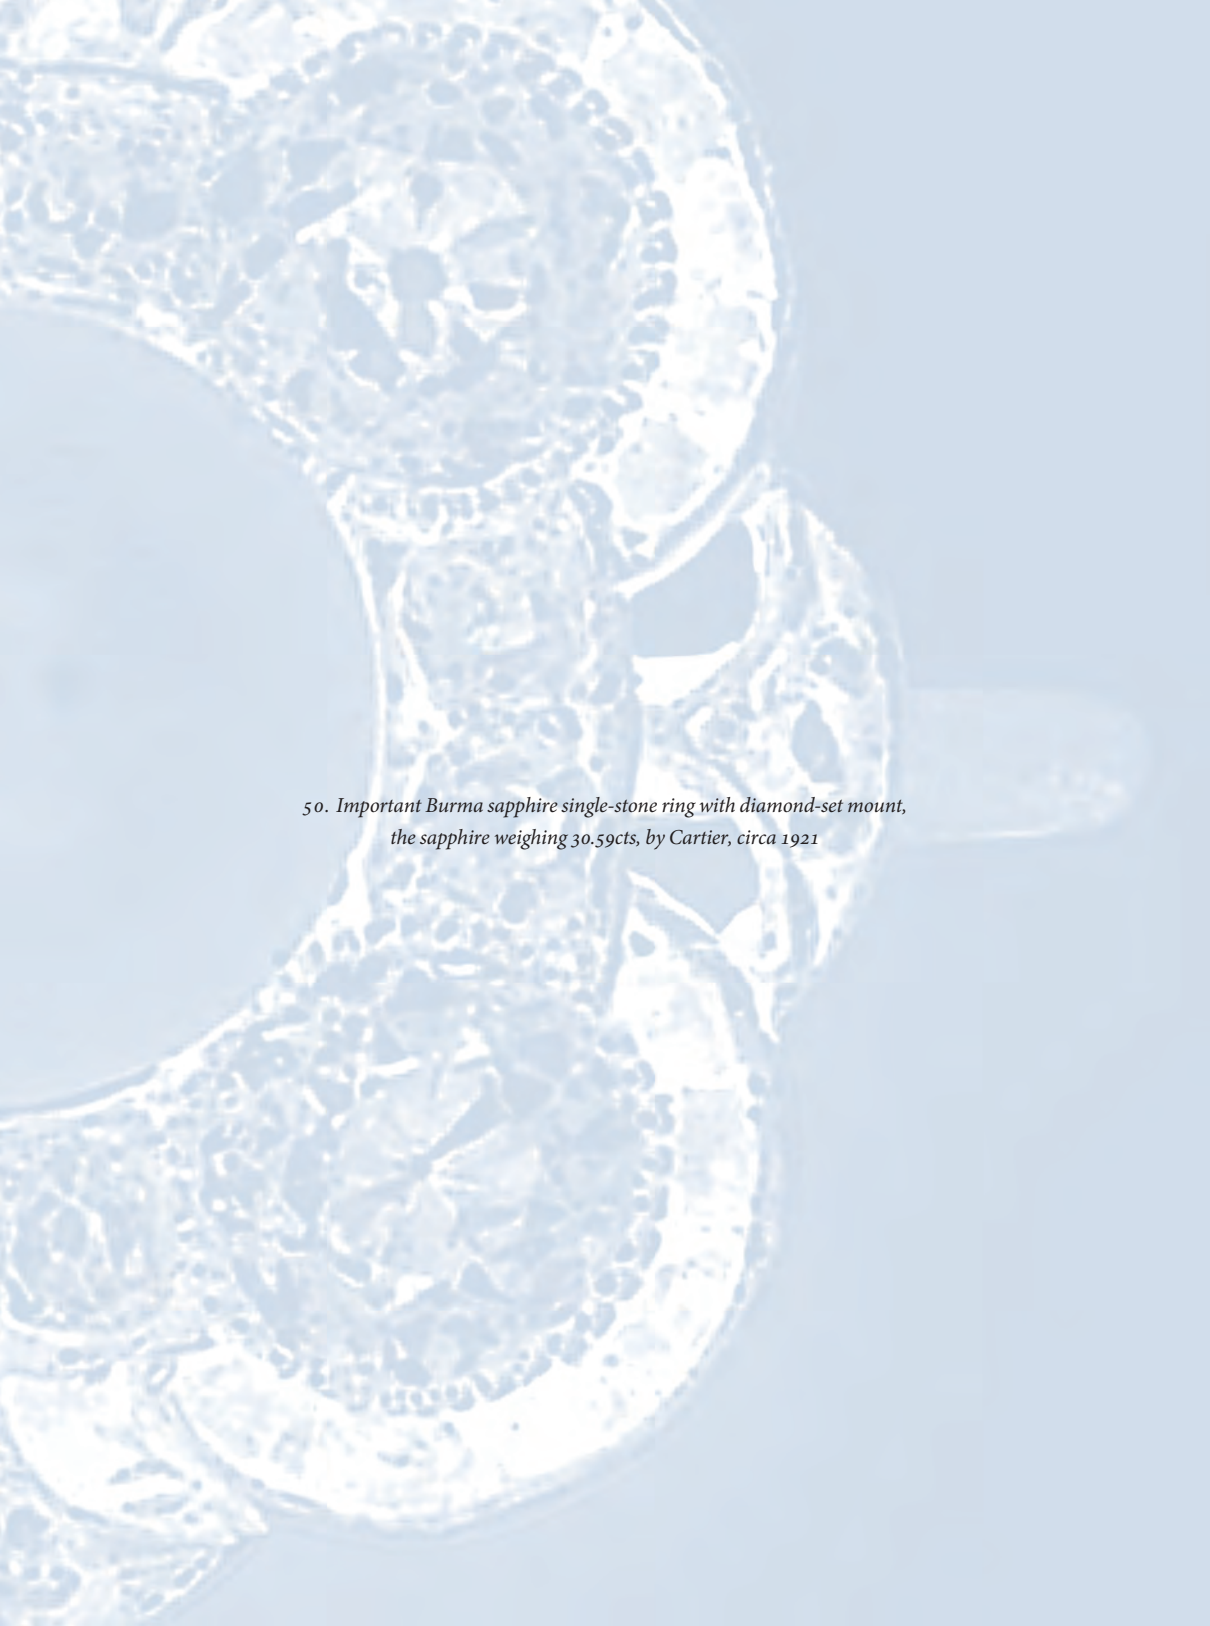 50. Important Burma sapphire single-stone ring with diamond-set mount,
the sapphire weighing 30.59cts, by Cartier, circa 1921